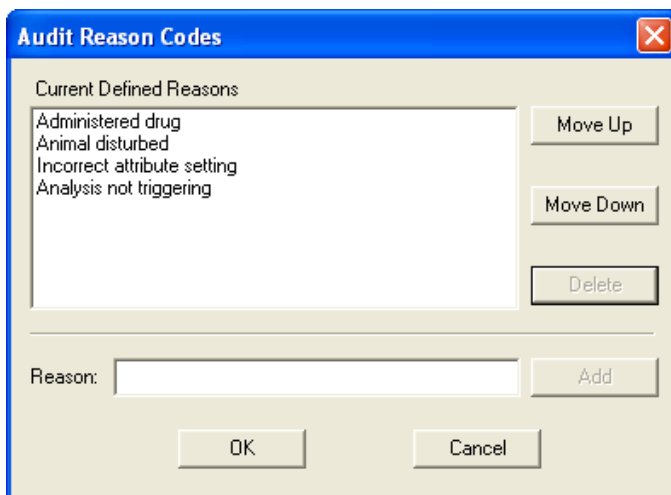 Audit Reason Codes
Current Defined Reasons
Administered drug
Animal disturbed
Incorrect attribute setting
Analysis not triggering
Move Up
Move Down
Delete
Reason:
Add
OK
Cancel